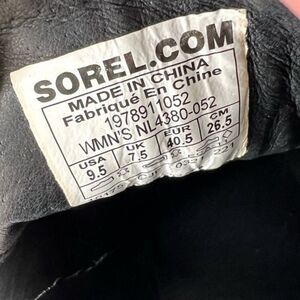 SOREL.COM
MADE IN CHINA
Fabriqué En Chine
1978911052
WMN'S NL4380-052
USA UK EUR CM
9.5 7.5 40.5 26.5